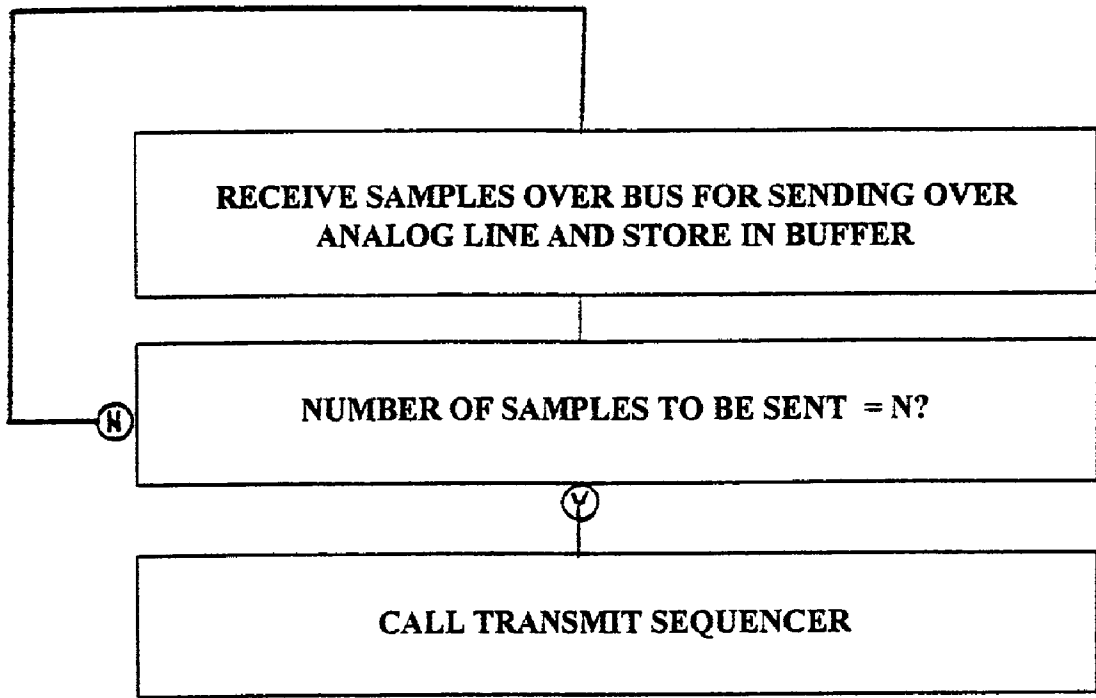 RECEIVE SAMPLES OVER BUS FOR SENDING OVER
ANALOG LINE AND STORE IN BUFFER
N
NUMBER OF SAMPLES TO BE SENT = N?
Y
CALL TRANSMIT SEQUENCER